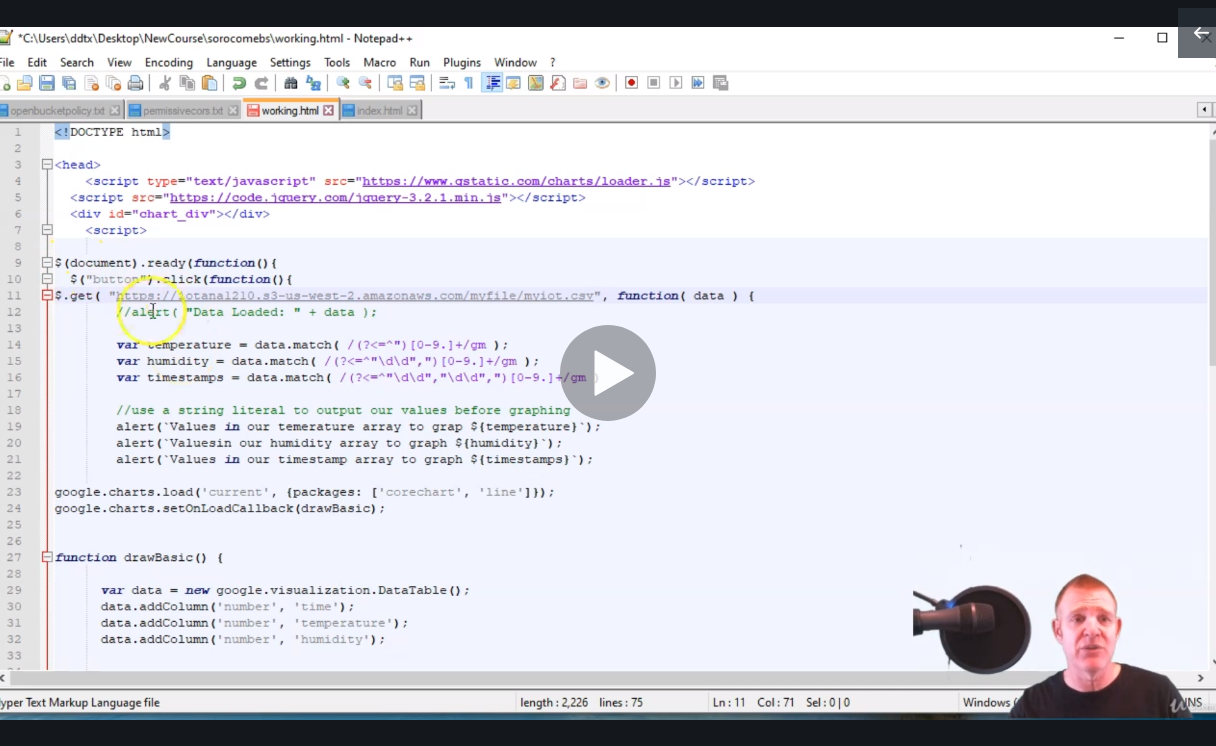 *C:\Users\ddtx\Desktop\NewCourse\sorocomebs\working.html - Notepad++
File Edit Search View Encoding Language Settings Tools Macro Run Plugins Window ?
openbucketpolicy.txt permissivecors.txt working.html index.html
1 <!DOCTYPE html>
2
3 <head>
4 <script type="text/javascript" src="https://www.gstatic.com/charts/loader.js"></script>
5 <script src="https://code.jquery.com/jquery-3.2.1.min.js"></script>
6 <div id="chart_div"></div>
7 <script>
8
9 $(document).ready(function(){
10 $("button").click(function(){
11 $.get( "https://iotana1210.s3-us-west-2.amazonaws.com/myfile/myiot.csv", function( data ) {
12 //alert( "Data Loaded: " + data );
13
14 var temperature = data.match( /(?<=^")[0-9.]+/gm );
15 var humidity = data.match( /(?<=^"\d\d",")[0-9.]+/gm );
16 var timestamps = data.match( /(?<=^"\d\d","\d\d",")[0-9.]+/gm )
17
18 //use a string literal to output our values before graphing
19 alert(`Values in our temerature array to grap ${temperature}`);
20 alert(`Valuesin our humidity array to graph ${humidity}`);
21 alert(`Values in our timestamp array to graph ${timestamps}`);
22
23 google.charts.load('current', {packages: ['corechart', 'line']});
24 google.charts.setOnLoadCallback(drawBasic);
25
26
27 function drawBasic() {
28
29 var data = new google.visualization.DataTable();
30 data.addColumn('number', 'time');
31 data.addColumn('number', 'temperature');
32 data.addColumn('number', 'humidity');
33
yper Text Markup Language file length : 2,226 lines : 75 Ln : 11 Col : 71 Sel : 0 | 0 Windows ( INS